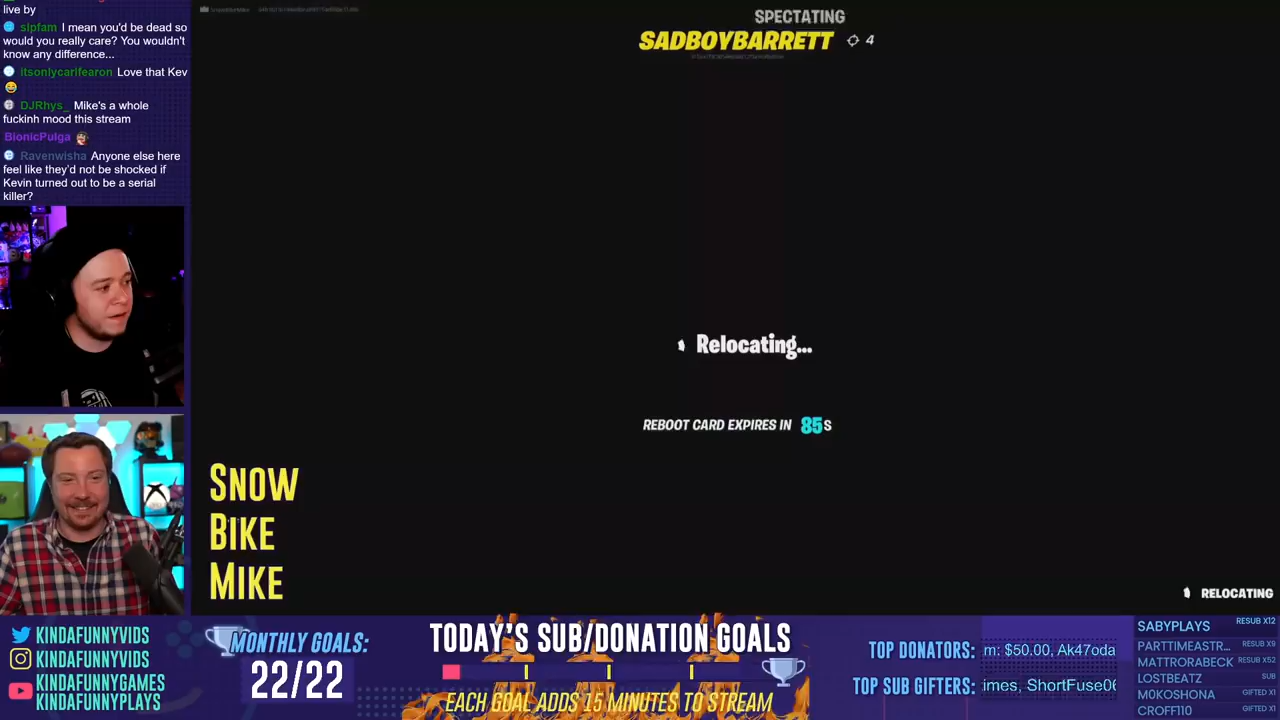 live by
slpfam I mean you'd be dead so
would you really care? You wouldn't
know any difference...
itsonlycarlfearon Love that Kev
DJRhys_ Mike's a whole
fuckinh mood this stream
BionicPulga
Ravenwisha Anyone else here
feel like they'd not be shocked if
Kevin turned out to be a serial
killer?
SPECTATING
SADBOYBARRETT 4
Relocating...
REBOOT CARD EXPIRES IN 85s
SNOW
BIKE
MIKE
RELOCATING
KINDAFUNNYVIDS
KINDAFUNNYVIDS
KINDAFUNNYGAMES
KINDAFUNNYPLAYS
MONTHLY GOALS:
22/22
TODAY'S SUB/DONATION GOALS
EACH GOAL ADDS 15 MINUTES TO STREAM
TOP DONATORS: m: $50.00, Ak47oda
TOP SUB GIFTERS: imes, ShortFuse06
SABYPLAYS RESUB X12
PARTTIMEASTR... RESUB X9
MATTRORABECK RESUB X52
LOSTBEATZ SUB
M0KOSHONA GIFTED X1
CROFF110 GIFTED X1